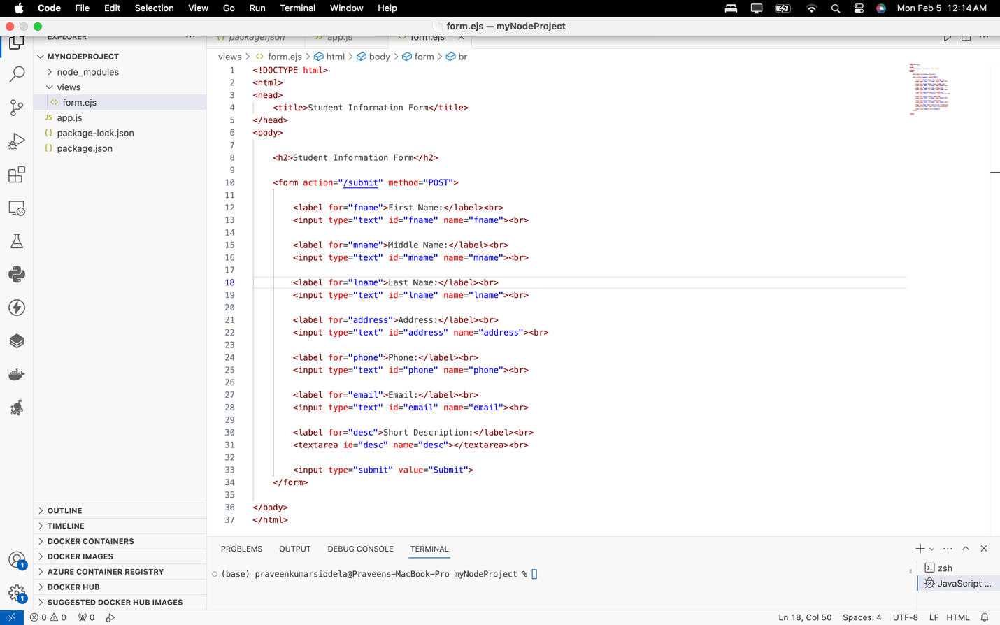 Code File Edit Selection View Go Run Terminal Window Help Mon Feb 5 12:14 AM
form.ejs — myNodeProject
EXPLORER
package.json app.js form.ejs
views > form.ejs > html > body > form > br
MYNODEPROJECT
node_modules
views
form.ejs
app.js
package-lock.json
package.json
1 <!DOCTYPE html>
2 <html>
3 <head>
4 <title>Student Information Form</title>
5 </head>
6 <body>
7
8 <h2>Student Information Form</h2>
9
10 <form action="/submit" method="POST">
11
12 <label for="fname">First Name:</label><br>
13 <input type="text" id="fname" name="fname"><br>
14
15 <label for="mname">Middle Name:</label><br>
16 <input type="text" id="mname" name="mname"><br>
17
18 <label for="lname">Last Name:</label><br>
19 <input type="text" id="lname" name="lname"><br>
20
21 <label for="address">Address:</label><br>
22 <input type="text" id="address" name="address"><br>
23
24 <label for="phone">Phone:</label><br>
25 <input type="text" id="phone" name="phone"><br>
26
27 <label for="email">Email:</label><br>
28 <input type="text" id="email" name="email"><br>
29
30 <label for="desc">Short Description:</label><br>
31 <textarea id="desc" name="desc"></textarea><br>
32
33 <input type="submit" value="Submit">
34 </form>
35
36 </body>
37 </html>
OUTLINE
TIMELINE
DOCKER CONTAINERS
DOCKER IMAGES
AZURE CONTAINER REGISTRY
DOCKER HUB
SUGGESTED DOCKER HUB IMAGES
1
1
PROBLEMS OUTPUT DEBUG CONSOLE TERMINAL
(base) praveenkumarsiddela@Praveens-MacBook-Pro myNodeProject %
zsh
JavaScript ...
0 0 0
Ln 18, Col 50 Spaces: 4 UTF-8 LF HTML